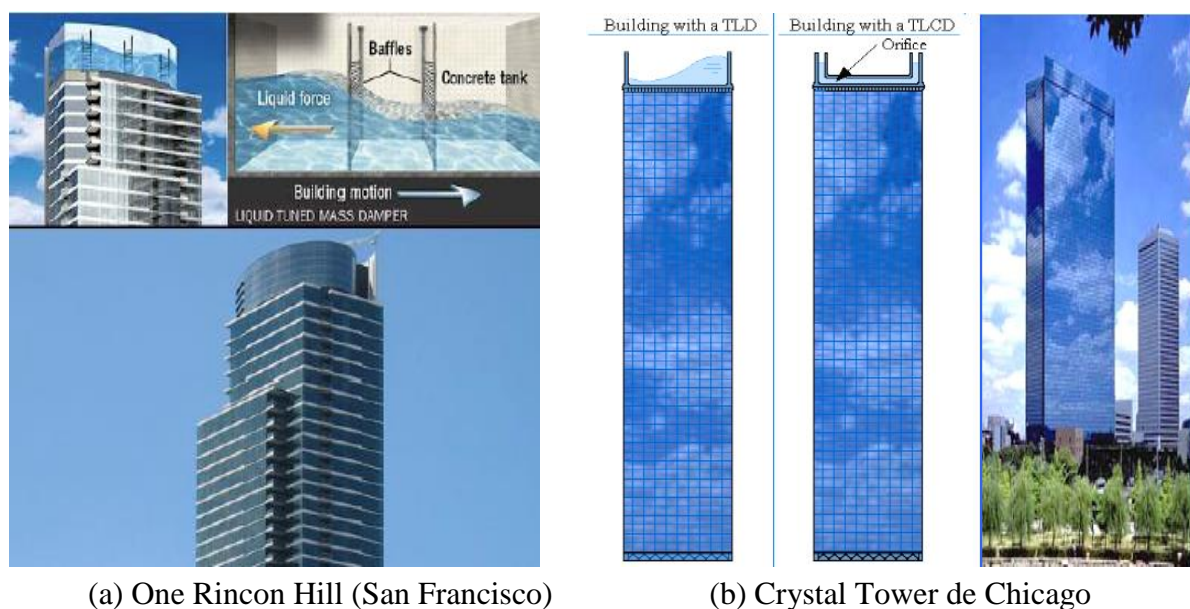 Baffles
Concrete tank
Liquid force
Building motion
LIQUID TUNED MASS DAMPER
Building with a TLD
Building with a TLCD
Orifice
(a) One Rincon Hill (San Francisco)
(b) Crystal Tower de Chicago